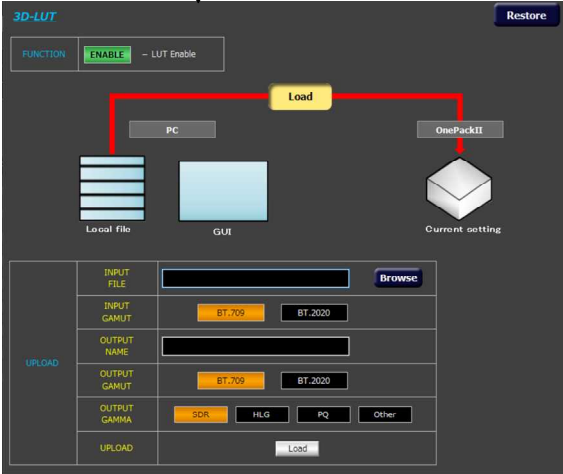 3D-LUT
Restore
FUNCTION ENABLE – LUT Enable
Load
PC OnePackII
Local file GUI Current setting
UPLOAD
INPUT FILE Browse
INPUT GAMUT BT.709 BT.2020
OUTPUT NAME
OUTPUT GAMUT BT.709 BT.2020
OUTPUT GAMMA SDR HLG PQ Other
UPLOAD Load